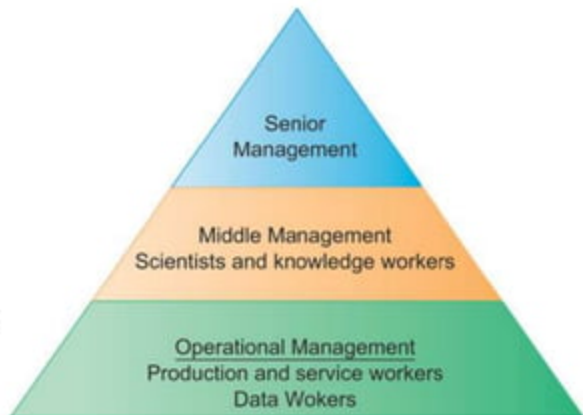 Senior
Management
Middle Management
Scientists and knowledge workers
Operational Management
Production and service workers
Data Wokers